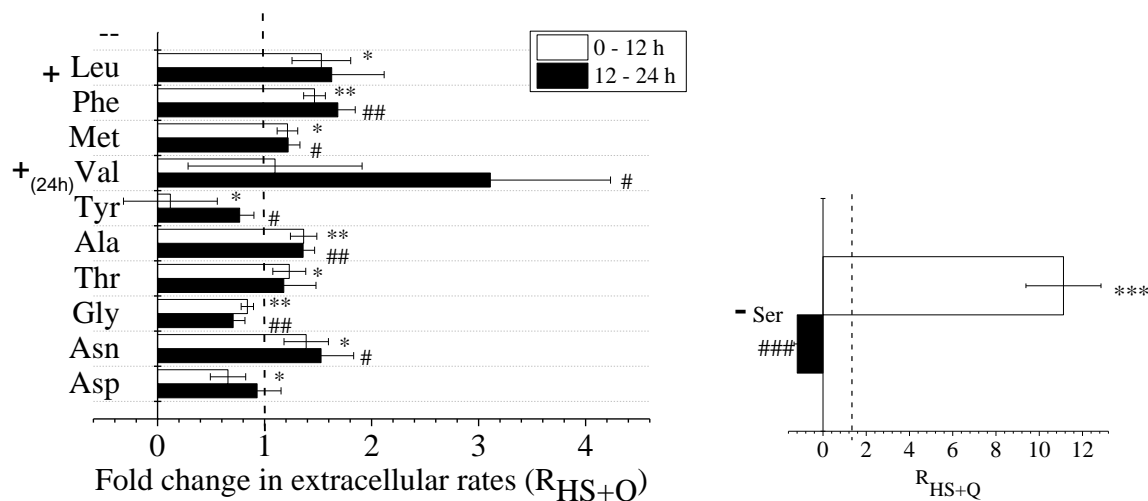 --
0 - 12 h
12 - 24 h
+ Leu *
Phe ** ##
Met * #
+(24h) Val #
Tyr * #
Ala ** ##
Thr *
Gly ** ##
Asn * #
Asp *
0 1 2 3 4
Fold change in extracellular rates (RHS+Q)
- Ser ***
###
0 2 4 6 8 10 12
RHS+Q